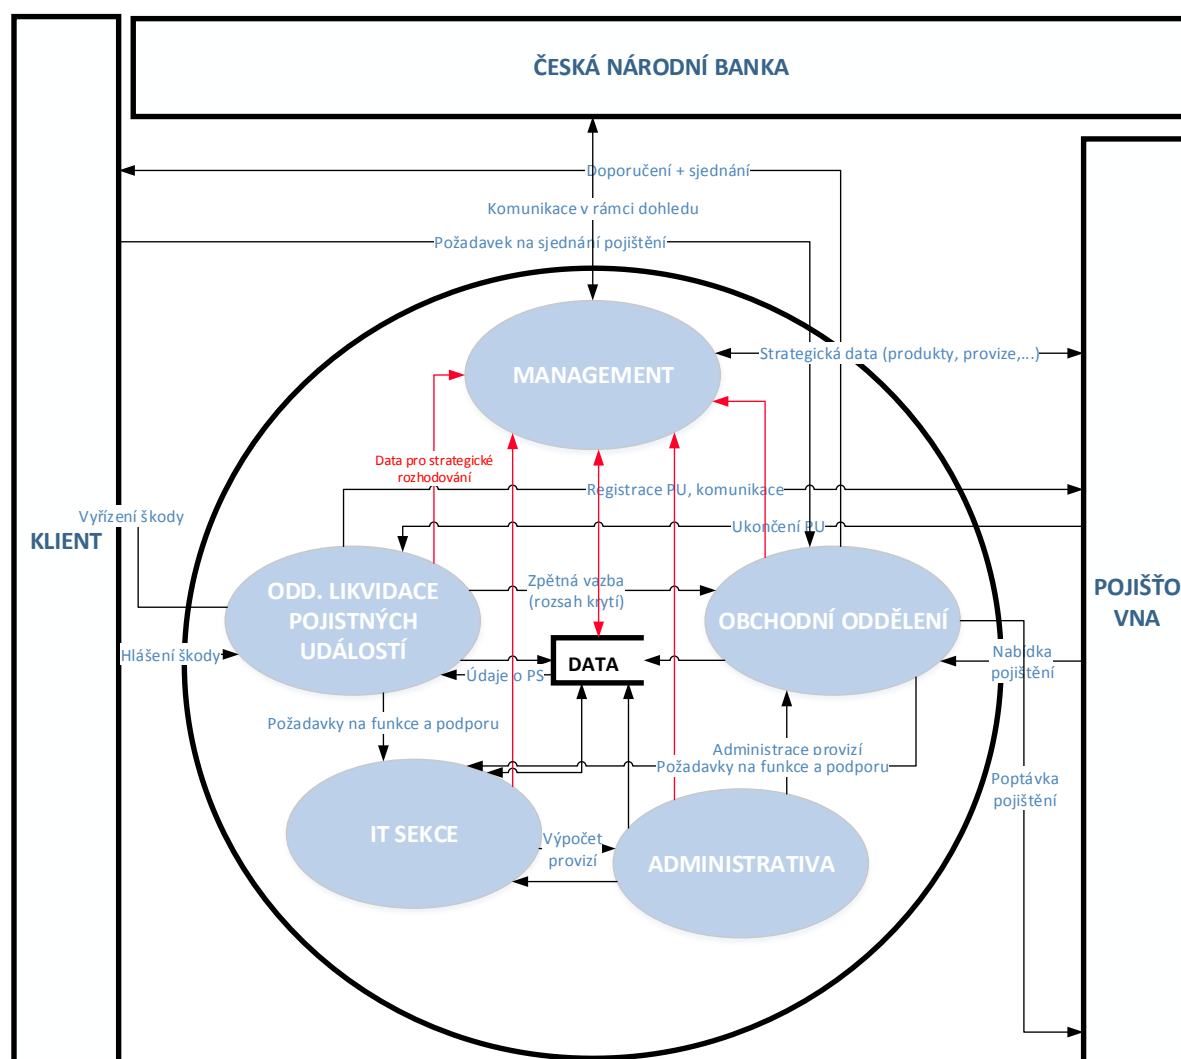 ČESKÁ NÁRODNÍ BANKA
Doporučení + sjednání
Komunikace v rámci dohledu
Požadavek na sjednání pojištění
Strategická data (produkty, provize,...)
MANAGEMENT
Data pro strategické
rozhodování
Registrace PU, komunikace
Vyřízení škody
Ukončení PU
KLIENT
ODD. LIKVIDACE
POJISTNÝCH
UDÁLOSTÍ
Zpětná vazba
(rozsah krytí)
OBCHODNÍ ODDĚLENÍ
POJIŠŤO
VNA
Hlášení škody
DATA
Údaje o PS
Nabídka
pojištění
Požadavky na funkce a podporu
Administrace provizí
Požadavky na funkce a podporu
Poptávka
pojištění
IT SEKCE
Výpočet
provizí
ADMINISTRATIVA